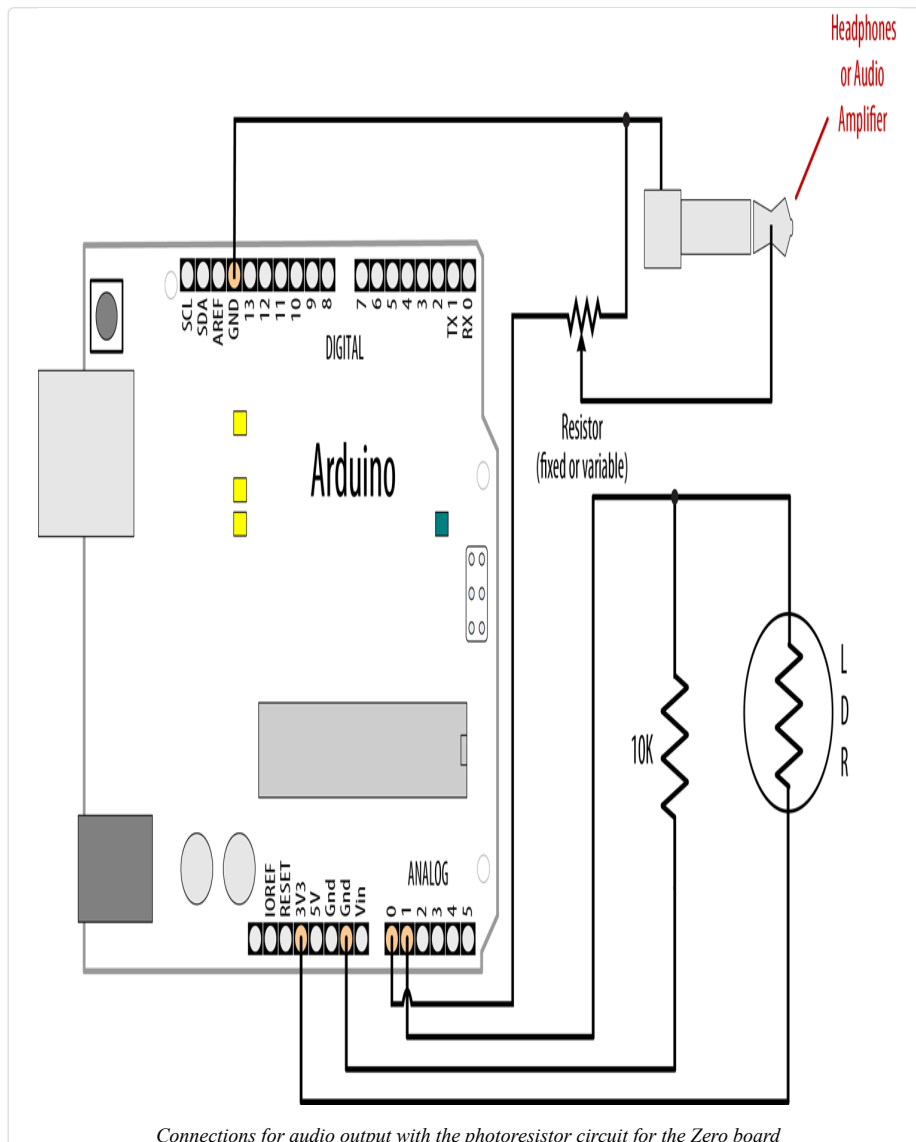 Headphones
or Audio
Amplifier
SCL
SDA
AREF
GND
13
12
11
10
9
8
7
6
5
4
3
2
TX 1
RX 0
DIGITAL
Resistor
(fixed or variable)
Arduino
L
D
R
10K
ANALOG
IOREF
RESET
3V3
5V
Gnd
Gnd
Vin
0
1
2
3
4
5
Connections for audio output with the photoresistor circuit for the Zero board